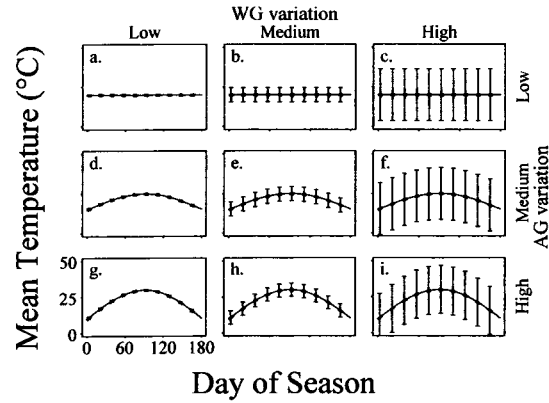 WG variation
Low Medium High
a. b. c.
Low
d. e. f.
Medium
g. h. i.
High
AG variation
Mean Temperature (°C)
50
25
0
0 60 120 180
Day of Season